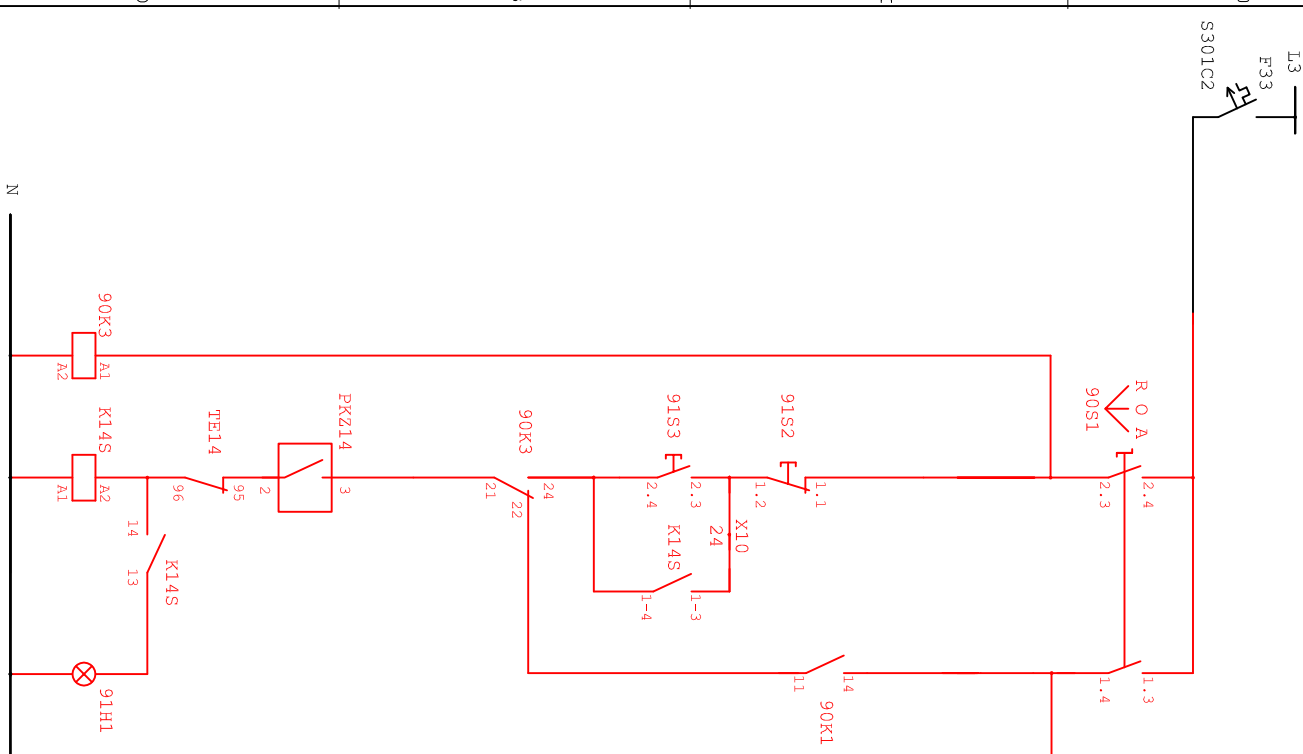 L3
F33
S301C2
N
R O A
90S1
2.4
2.3
1.3
1.4
91S2
1.1
1.2
X10
24
91S3
2.3
2.4
K14S
1-3
1-4
14
11
90K1
90K3
24
21
22
PKZ14
3
2
TE14
95
96
90K3
A1
A2
K14S
A2
A1
14
13
K14S
91H1